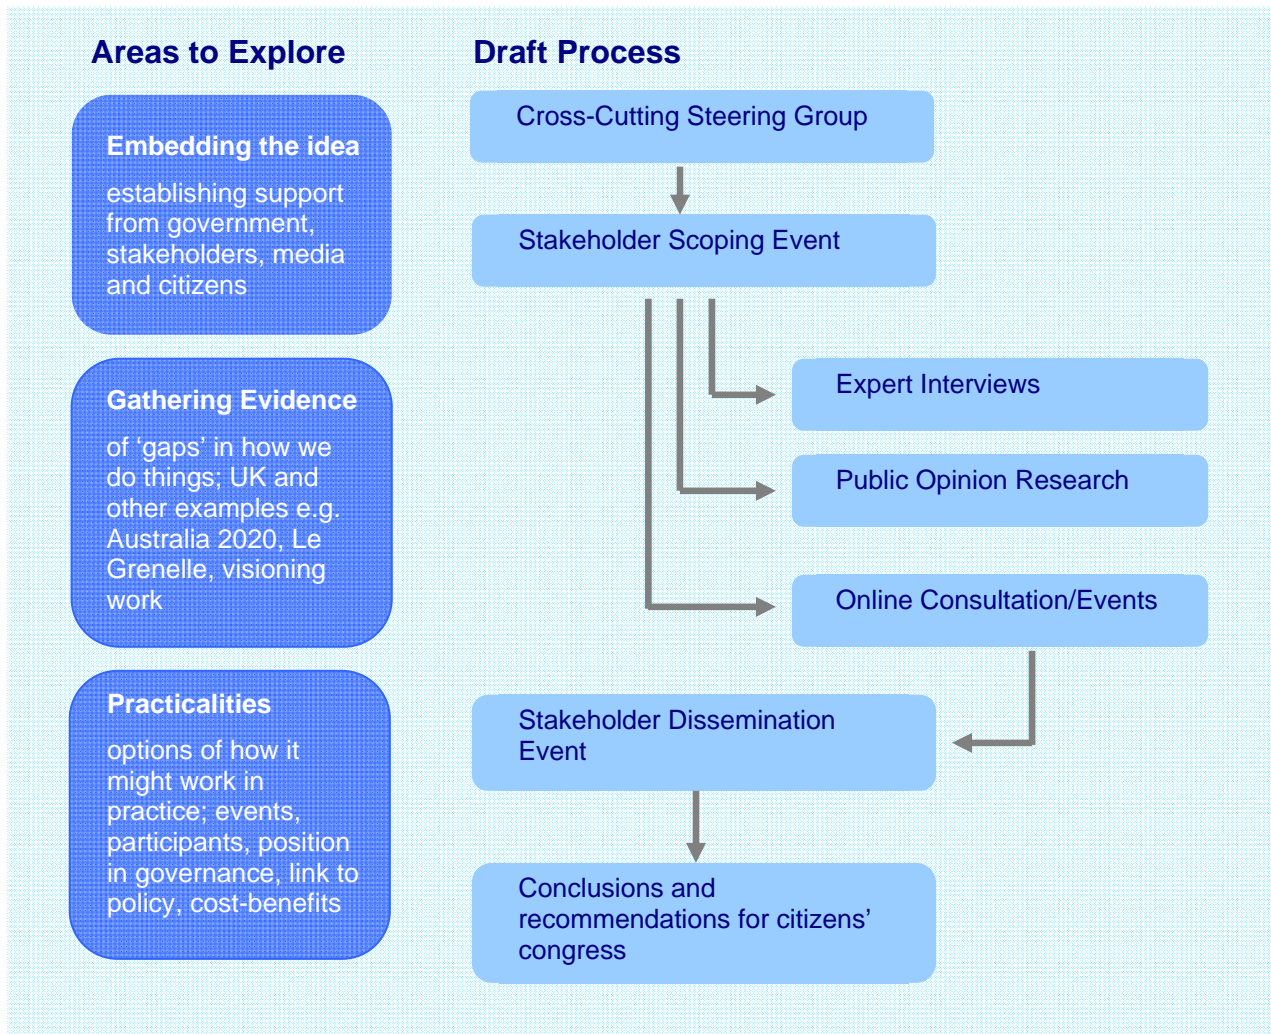 Areas to Explore
Embedding the idea
establishing support
from government,
stakeholders, media
and citizens
Gathering Evidence
of ‘gaps’ in how we
do things; UK and
other examples e.g.
Australia 2020, Le
Grenelle, visioning
work
Practicalities
options of how it
might work in
practice; events,
participants, position
in governance, link to
policy, cost-benefits
Draft Process
Cross-Cutting Steering Group
Stakeholder Scoping Event
Expert Interviews
Public Opinion Research
Online Consultation/Events
Stakeholder Dissemination
Event
Conclusions and
recommendations for citizens’
congress